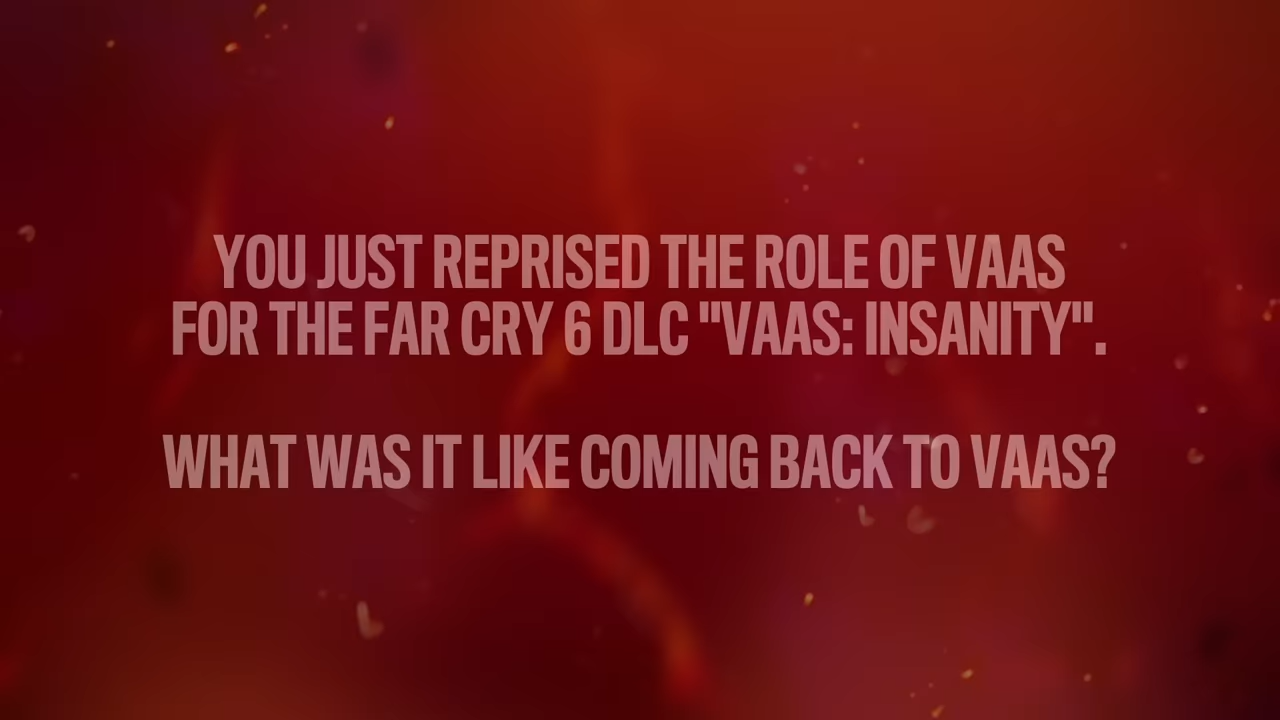 YOU JUST REPRISED THE ROLE OF VAAS
FOR THE FAR CRY 6 DLC "VAAS: INSANITY".
WHAT WAS IT LIKE COMING BACK TO VAAS?